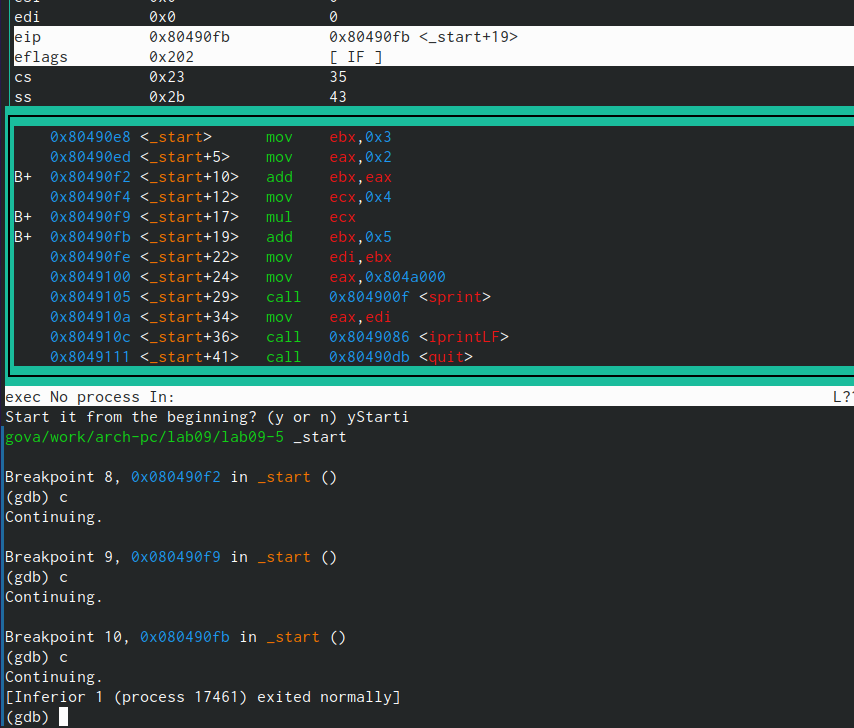 edi 0x0 0
eip 0x80490fb 0x80490fb <_start+19>
eflags 0x202 [ IF ]
cs 0x23 35
ss 0x2b 43
0x80490e8 <_start> mov ebx,0x3
0x80490ed <_start+5> mov eax,0x2
B+ 0x80490f2 <_start+10> add ebx,eax
0x80490f4 <_start+12> mov ecx,0x4
B+ 0x80490f9 <_start+17> mul ecx
B+ 0x80490fb <_start+19> add ebx,0x5
0x80490fe <_start+22> mov edi,ebx
0x8049100 <_start+24> mov eax,0x804a000
0x8049105 <_start+29> call 0x804900f <sprint>
0x804910a <_start+34> mov eax,edi
0x804910c <_start+36> call 0x8049086 <iprintLF>
0x8049111 <_start+41> call 0x80490db <quit>
exec No process In: L??
Start it from the beginning? (y or n) yStarti
gova/work/arch-pc/lab09/lab09-5 _start
Breakpoint 8, 0x080490f2 in _start ()
(gdb) c
Continuing.
Breakpoint 9, 0x080490f9 in _start ()
(gdb) c
Continuing.
Breakpoint 10, 0x080490fb in _start ()
(gdb) c
Continuing.
[Inferior 1 (process 17461) exited normally]
(gdb)